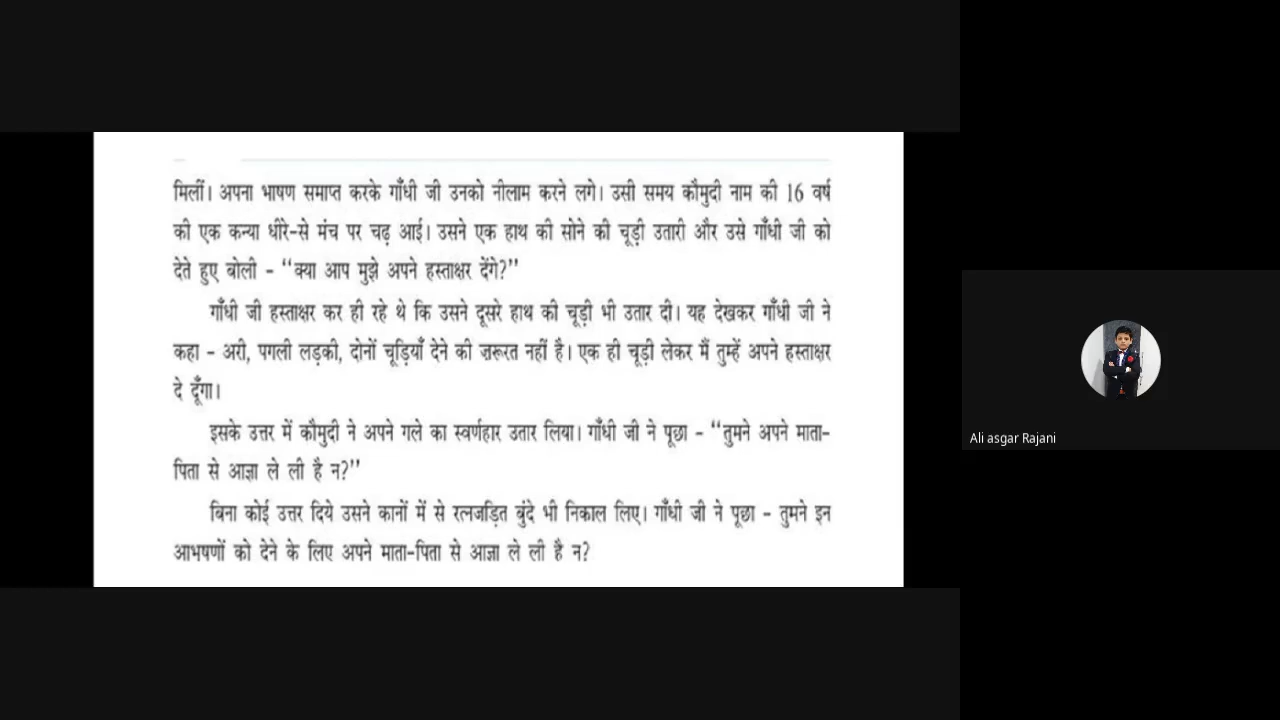 मिलीं। अपना भाषण समाप्त करके गाँधी जी उनको नीलाम करने लगे। उसी समय कौमुदी नाम की 16 वर्ष
की एक कन्या धीरे-से मंच पर चढ़ आई। उसने एक हाथ की सोने की चूड़ी उतारी और उसे गाँधी जी को
देते हुए बोली - ‘‘क्या आप मुझे अपने हस्ताक्षर देंगे?’’
गाँधी जी हस्ताक्षर कर ही रहे थे कि उसने दूसरे हाथ की चूड़ी भी उतार दी। यह देखकर गाँधी जी ने
कहा - अरी, पगली लड़की, दोनों चूड़ियाँ देने की ज़रूरत नहीं है। एक ही चूड़ी लेकर मैं तुम्हें अपने हस्ताक्षर
दे दूँगा।
इसके उत्तर में कौमुदी ने अपने गले का स्वर्णहार उतार लिया। गाँधी जी ने पूछा - ‘‘तुमने अपने माता-
पिता से आज्ञा ले ली है न?’’
बिना कोई उत्तर दिये उसने कानों में से रत्नजड़ित बुंदे भी निकाल लिए। गाँधी जी ने पूछा - तुमने इन
आभषणों को देने के लिए अपने माता-पिता से आज्ञा ले ली है न?
Ali asgar Rajani